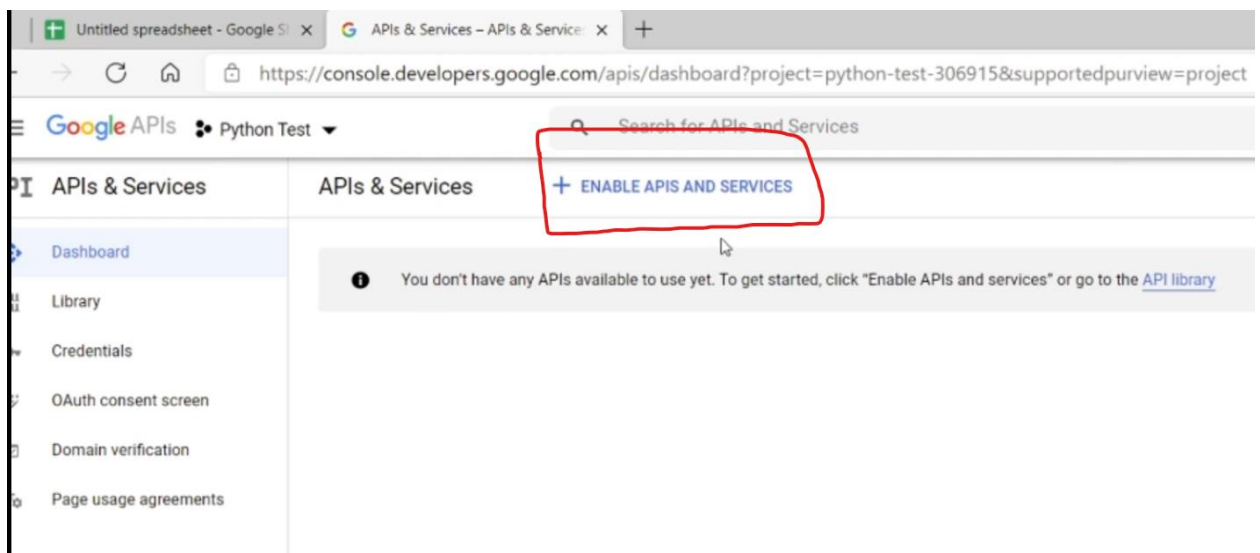 Untitled spreadsheet - Google S
APIs & Services – APIs & Service
https://console.developers.google.com/apis/dashboard?project=python-test-306915&supportedpurview=project
Google APIs Python Test
Search for APIs and Services
PI APIs & Services
APIs & Services
+ ENABLE APIS AND SERVICES
Dashboard
You don't have any APIs available to use yet. To get started, click "Enable APIs and services" or go to the API library
Library
Credentials
OAuth consent screen
Domain verification
Page usage agreements